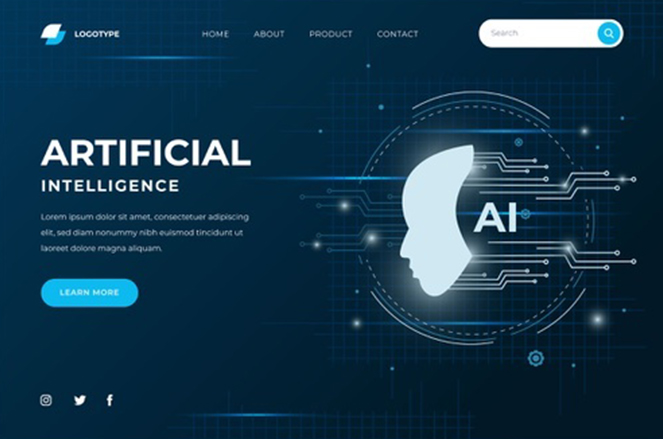 LOGOTYPE
HOME ABOUT PRODUCT CONTACT
Search
ARTIFICIAL
INTELLIGENCE
Lorem ipsum dolor sit amet, consectetuer adipiscing
elit, sed diam nonummy nibh euismod tincidunt ut
laoreet dolore magna aliquam.
LEARN MORE
AI